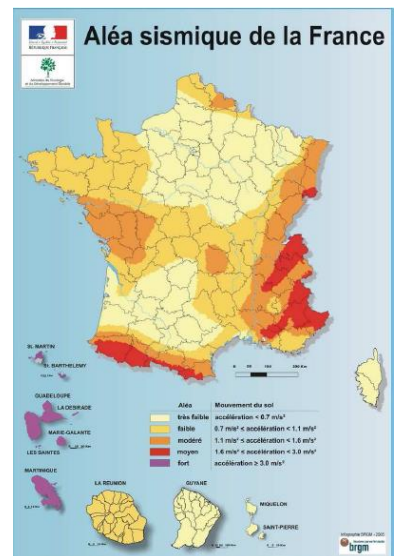 Aléa sismique de la France
RÉPUBLIQUE FRANÇAISE
ST. MARTIN
ST. BARTHELEMY
GUADELOUPE
LA DESIRADE
MARIE-GALANTE
LES SAINTES
MARTINIQUE
Aléa Mouvement du sol
très faible accélération < 0.7 m/s²
faible 0.7 m/s² < accélération < 1.1 m/s²
modéré 1.1 m/s² < accélération < 1.6 m/s²
moyen 1.6 m/s² < accélération < 3.0 m/s²
fort accélération ≥ 3.0 m/s²
LA RÉUNION
GUYANE
MIQUELON
SAINT-PIERRE
brgm